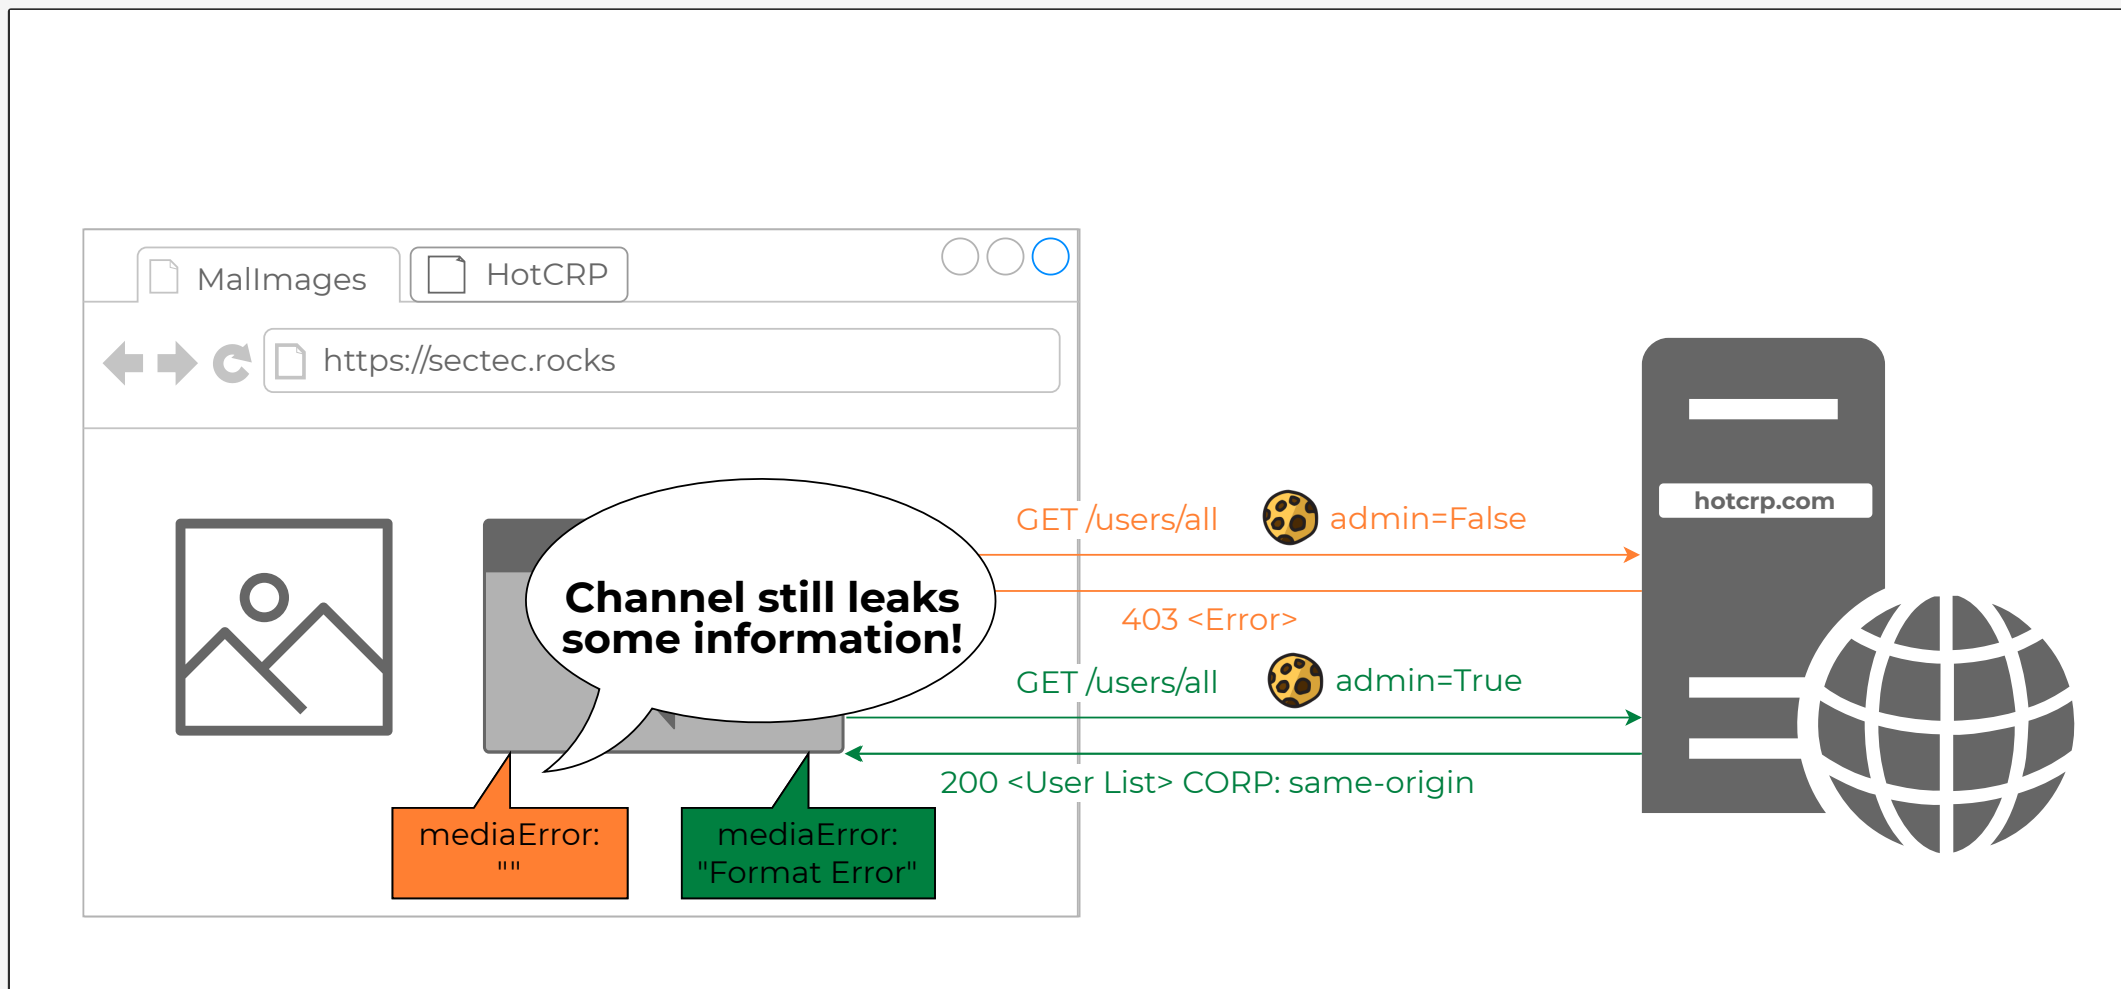 MalImages
HotCRP
https://sectec.rocks
hotcrp.com
GET /users/all
admin=False
403 <Error>
GET /users/all
admin=True
200 <User List> CORP: same-origin
Channel still leaks
some information!
mediaError:
""
mediaError:
"Format Error"